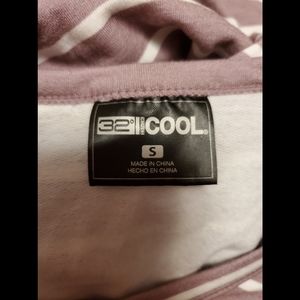 32° COOL®
S
MADE IN CHINA
HECHO EN CHINA